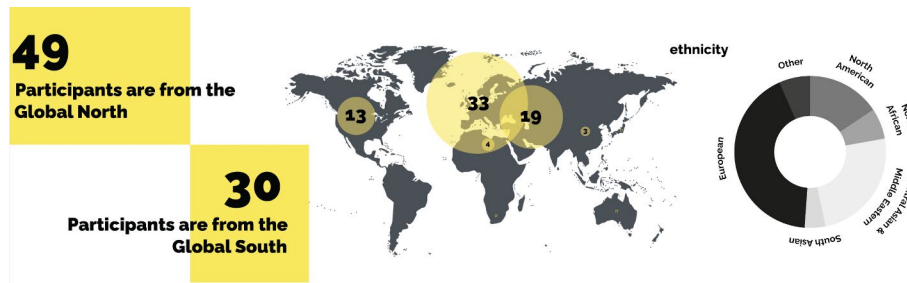 49
Participants are from the
Global North
30
Participants are from the
Global South
13
33
19
4
3
ethnicity
Other
North
American
African
Middle Eastern
Asian &
South Asian
European